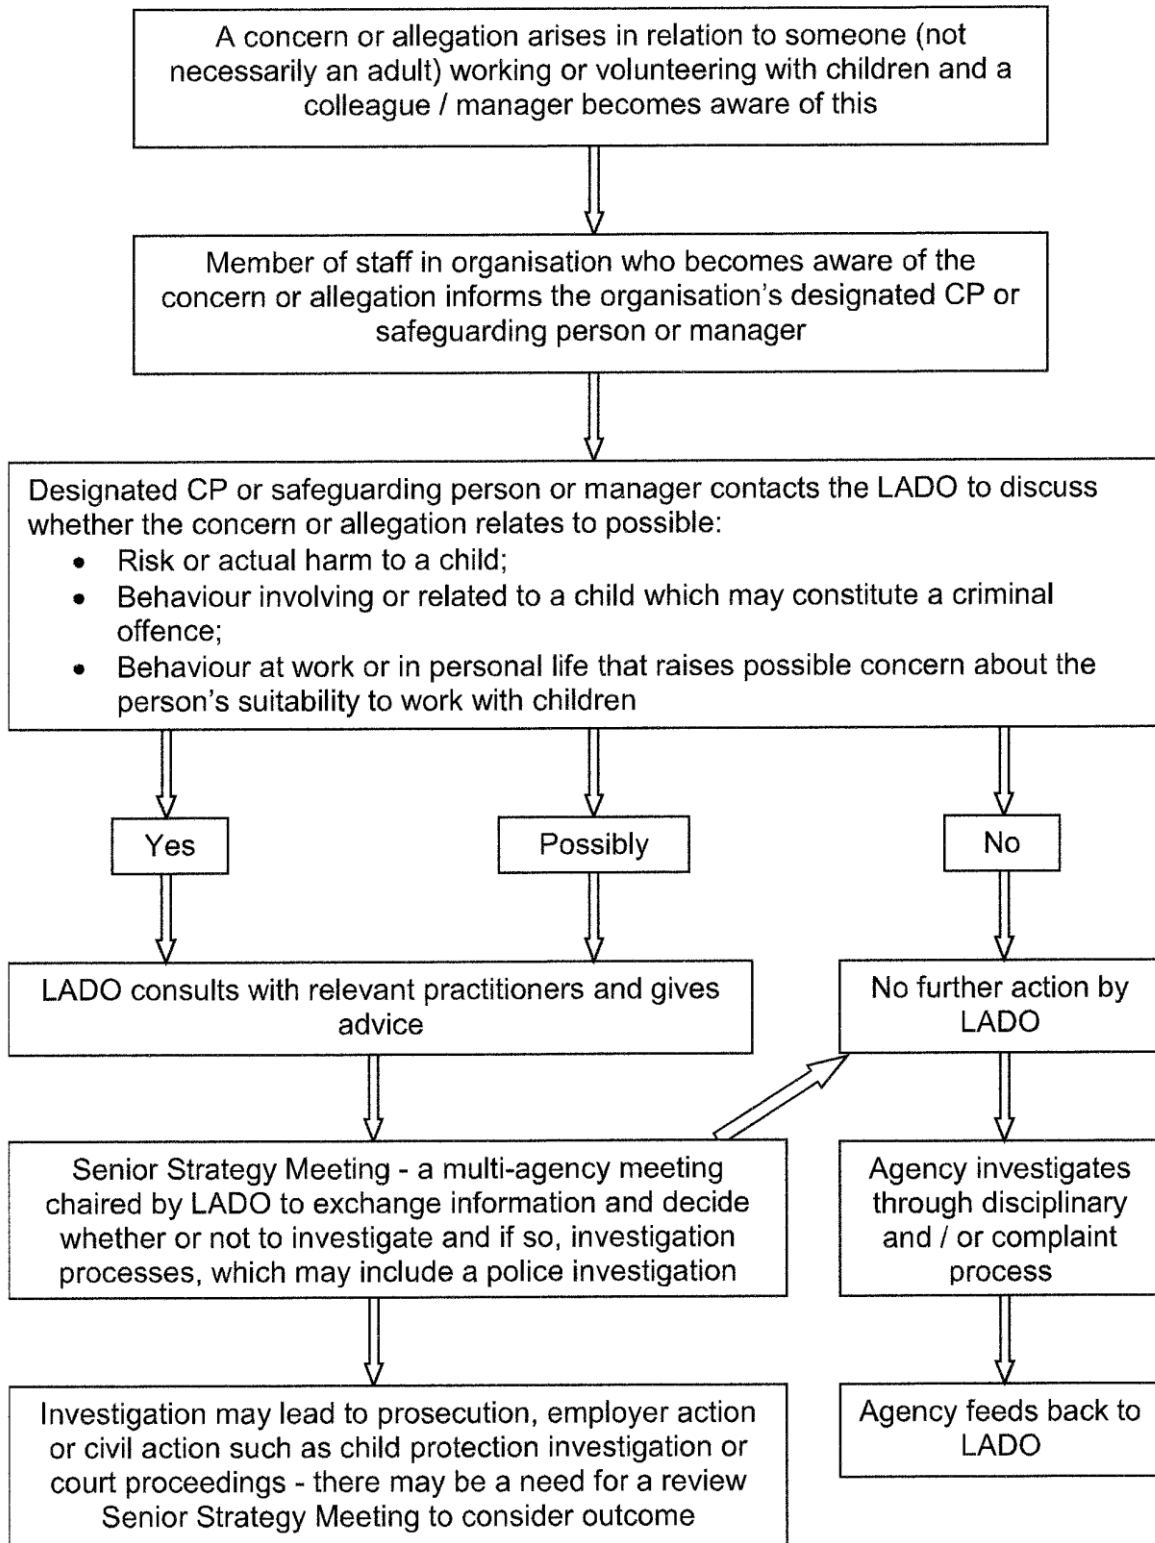 A concern or allegation arises in relation to someone (not
necessarily an adult) working or volunteering with children and a
colleague / manager becomes aware of this
Member of staff in organisation who becomes aware of the
concern or allegation informs the organisation's designated CP or
safeguarding person or manager
Designated CP or safeguarding person or manager contacts the LADO to discuss
whether the concern or allegation relates to possible:
• Risk or actual harm to a child;
• Behaviour involving or related to a child which may constitute a criminal
offence;
• Behaviour at work or in personal life that raises possible concern about the
person's suitability to work with children
Yes
Possibly
No
LADO consults with relevant practitioners and gives
advice
No further action by
LADO
Senior Strategy Meeting - a multi-agency meeting
chaired by LADO to exchange information and decide
whether or not to investigate and if so, investigation
processes, which may include a police investigation
Agency investigates
through disciplinary
and / or complaint
process
Investigation may lead to prosecution, employer action
or civil action such as child protection investigation or
court proceedings - there may be a need for a review
Senior Strategy Meeting to consider outcome
Agency feeds back to
LADO